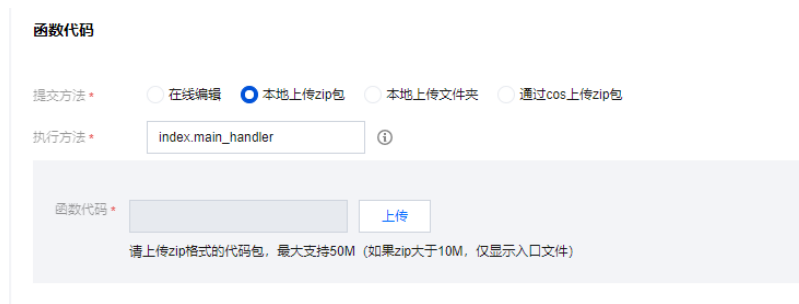 函数代码
提交方法 * 在线编辑 本地上传zip包 本地上传文件夹 通过cos上传zip包
执行方法 * index.main_handler
函数代码 * 上传
请上传zip格式的代码包，最大支持50M（如果zip大于10M，仅显示入口文件）